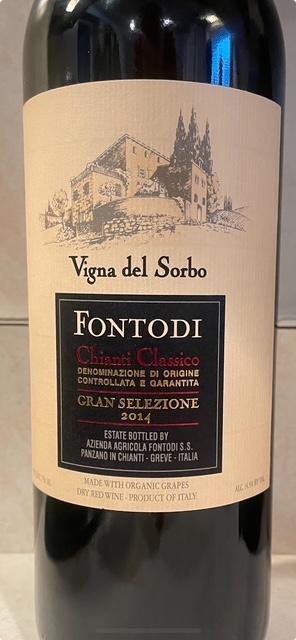 Vigna del Sorbo
FONTODI
Chianti Classico
DENOMINAZIONE DI ORIGINE
CONTROLLATA E GARANTITA
GRAN SELEZIONE
2014
ESTATE BOTTLED BY
AZIENDA AGRICOLA FONTODI S.S.
PANZANO IN CHIANTI - GREVE - ITALIA
MADE WITH ORGANIC GRAPES
DRY RED WINE - PRODUCT OF ITALY